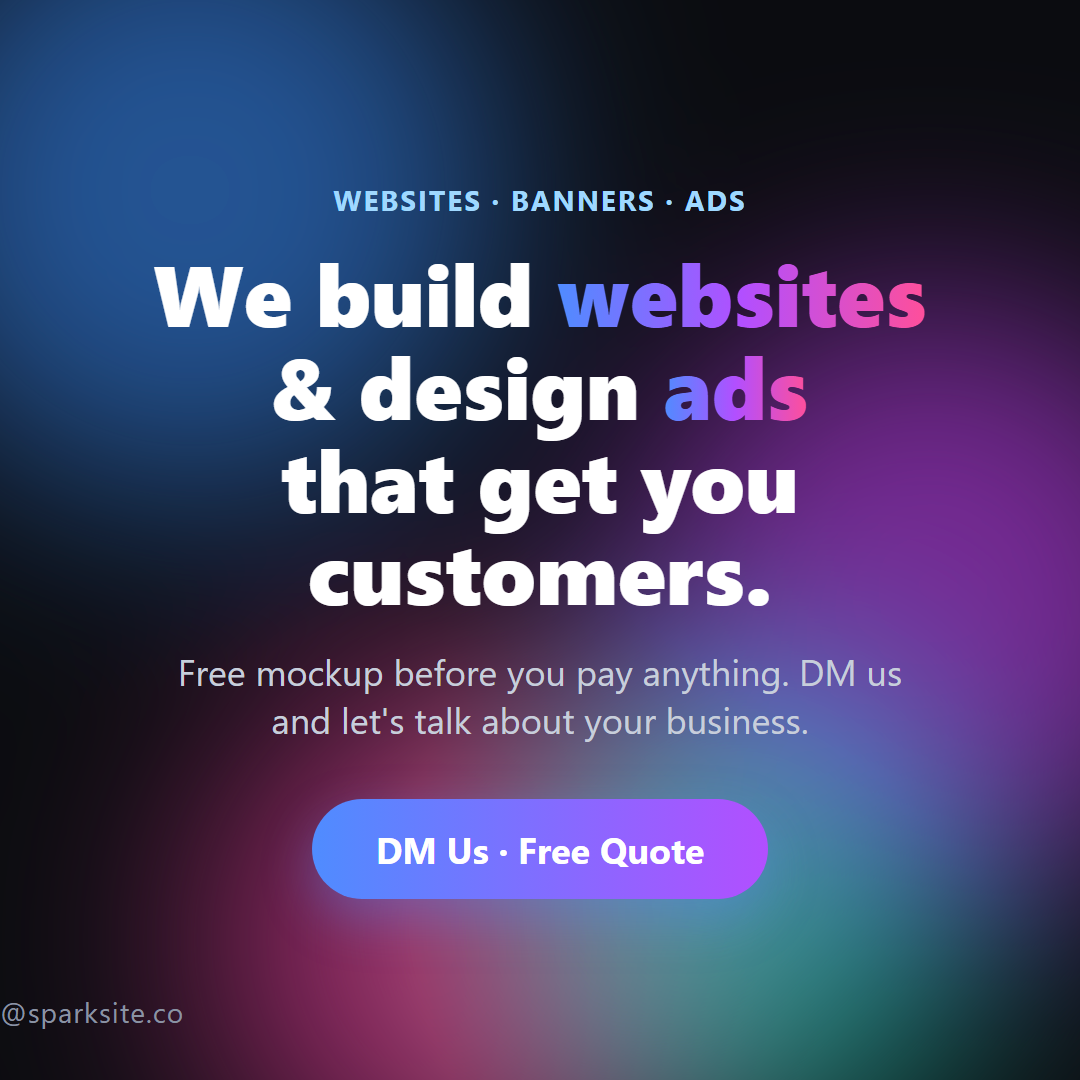 WEBSITES · BANNERS · ADS
We build websites
& design ads
that get you
customers.
Free mockup before you pay anything. DM us
and let's talk about your business.
DM Us · Free Quote
@sparksite.co